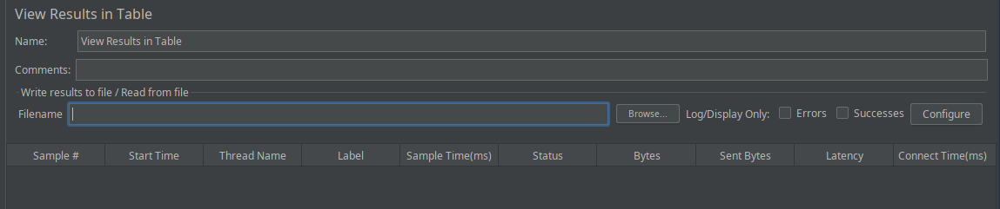 View Results in Table
Name: View Results in Table
Comments:
Write results to file / Read from file
Filename Browse... Log/Display Only: Errors Successes Configure
Sample # Start Time Thread Name Label Sample Time(ms) Status Bytes Sent Bytes Latency Connect Time(ms)